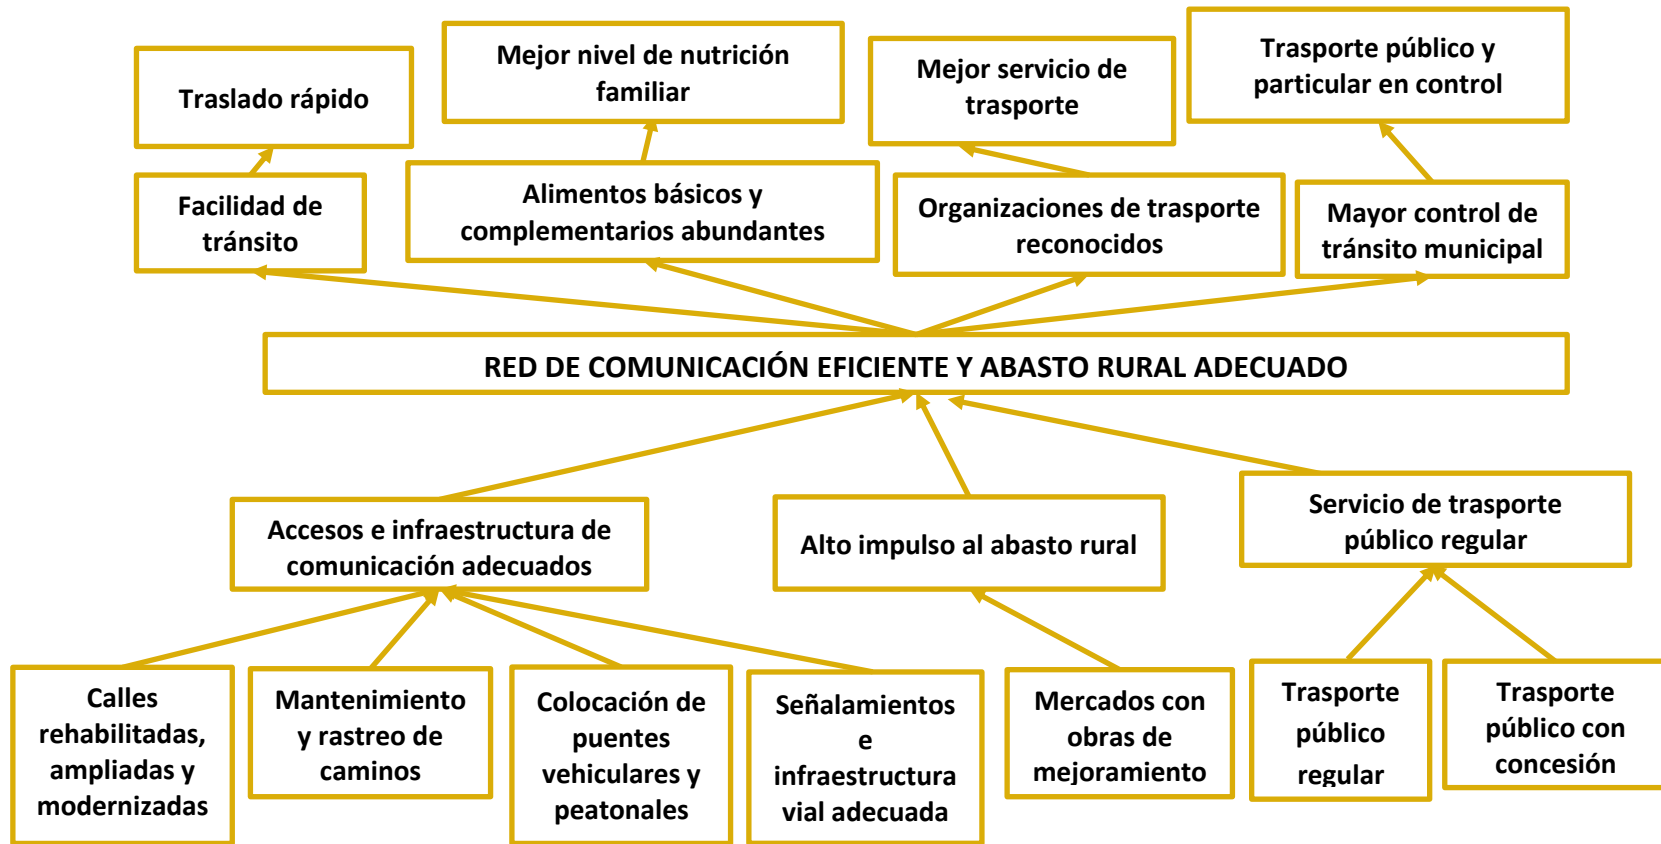 Traslado rápido
Mejor nivel de nutrición
familiar
Mejor servicio de
trasporte
Trasporte público y
particular en control
Facilidad de
tránsito
Alimentos básicos y
complementarios abundantes
Organizaciones de trasporte
reconocidos
Mayor control de
tránsito municipal
RED DE COMUNICACIÓN EFICIENTE Y ABASTO RURAL ADECUADO
Accesos e infraestructura de
comunicación adecuados
Alto impulso al abasto rural
Servicio de trasporte
público regular
Calles
rehabilitadas,
ampliadas y
modernizadas
Mantenimiento
y rastreo de
caminos
Colocación de
puentes
vehiculares y
peatonales
Señalamientos
e
infraestructura
vial adecuada
Mercados con
obras de
mejoramiento
Trasporte
público
regular
Trasporte
público con
concesión